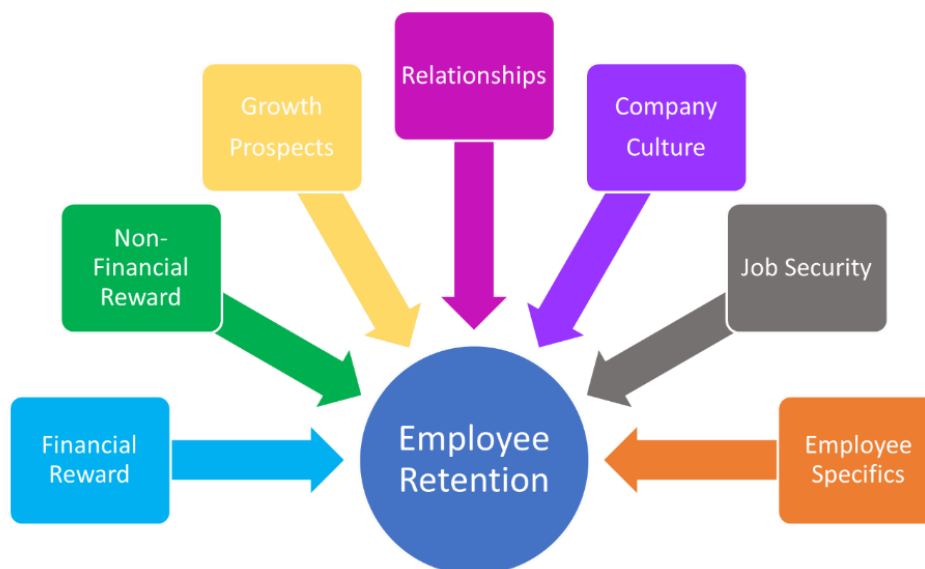 Relationships
Growth
Prospects
Company
Culture
Non-
Financial
Reward
Job Security
Financial
Reward
Employee
Retention
Employee
Specifics